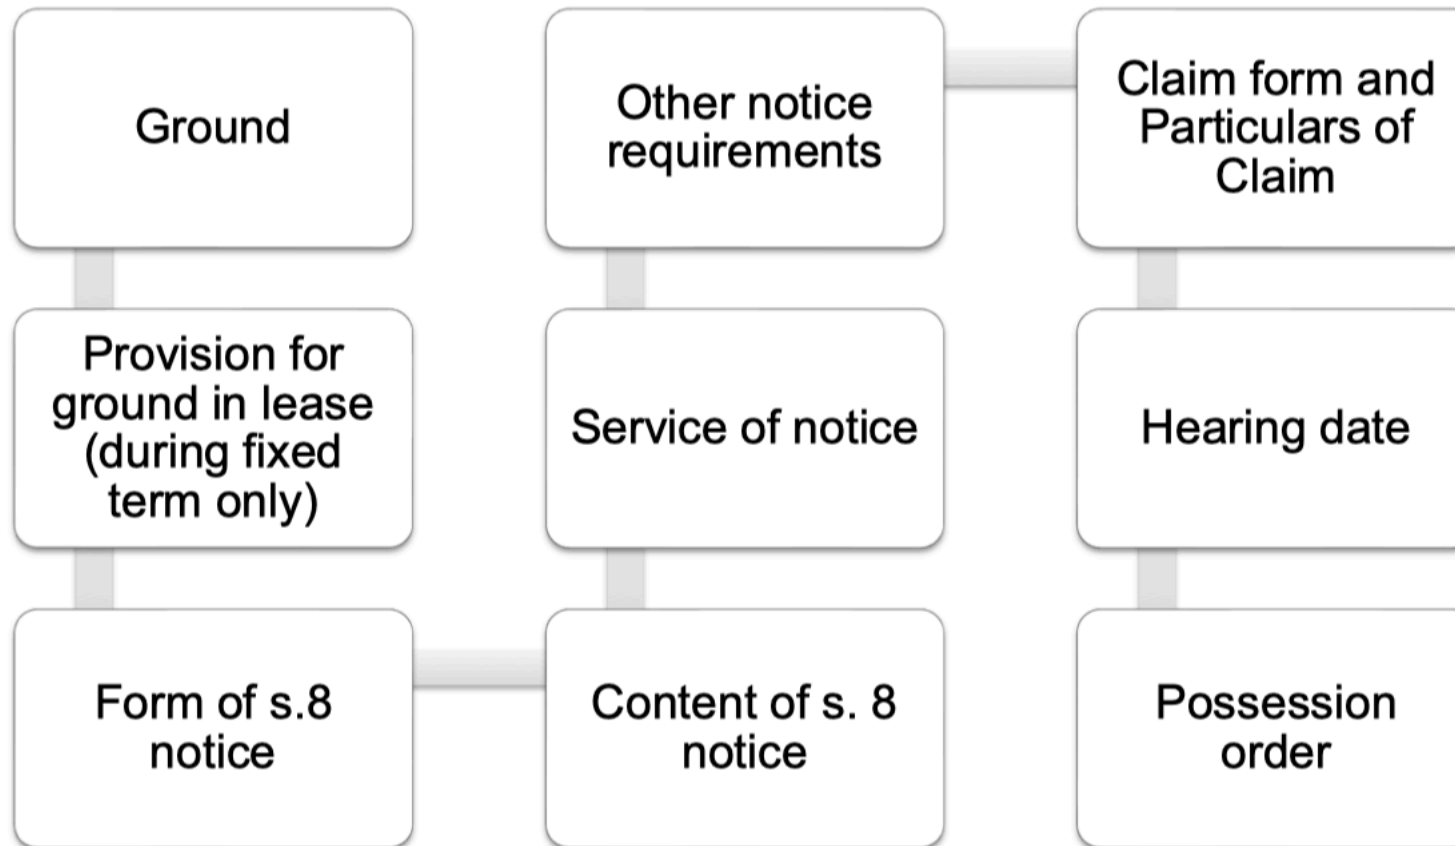 Ground
Provision for
ground in lease
(during fixed
term only)
Form of s.8
notice
Content of s. 8
notice
Service of notice
Other notice
requirements
Claim form and
Particulars of
Claim
Hearing date
Possession
order